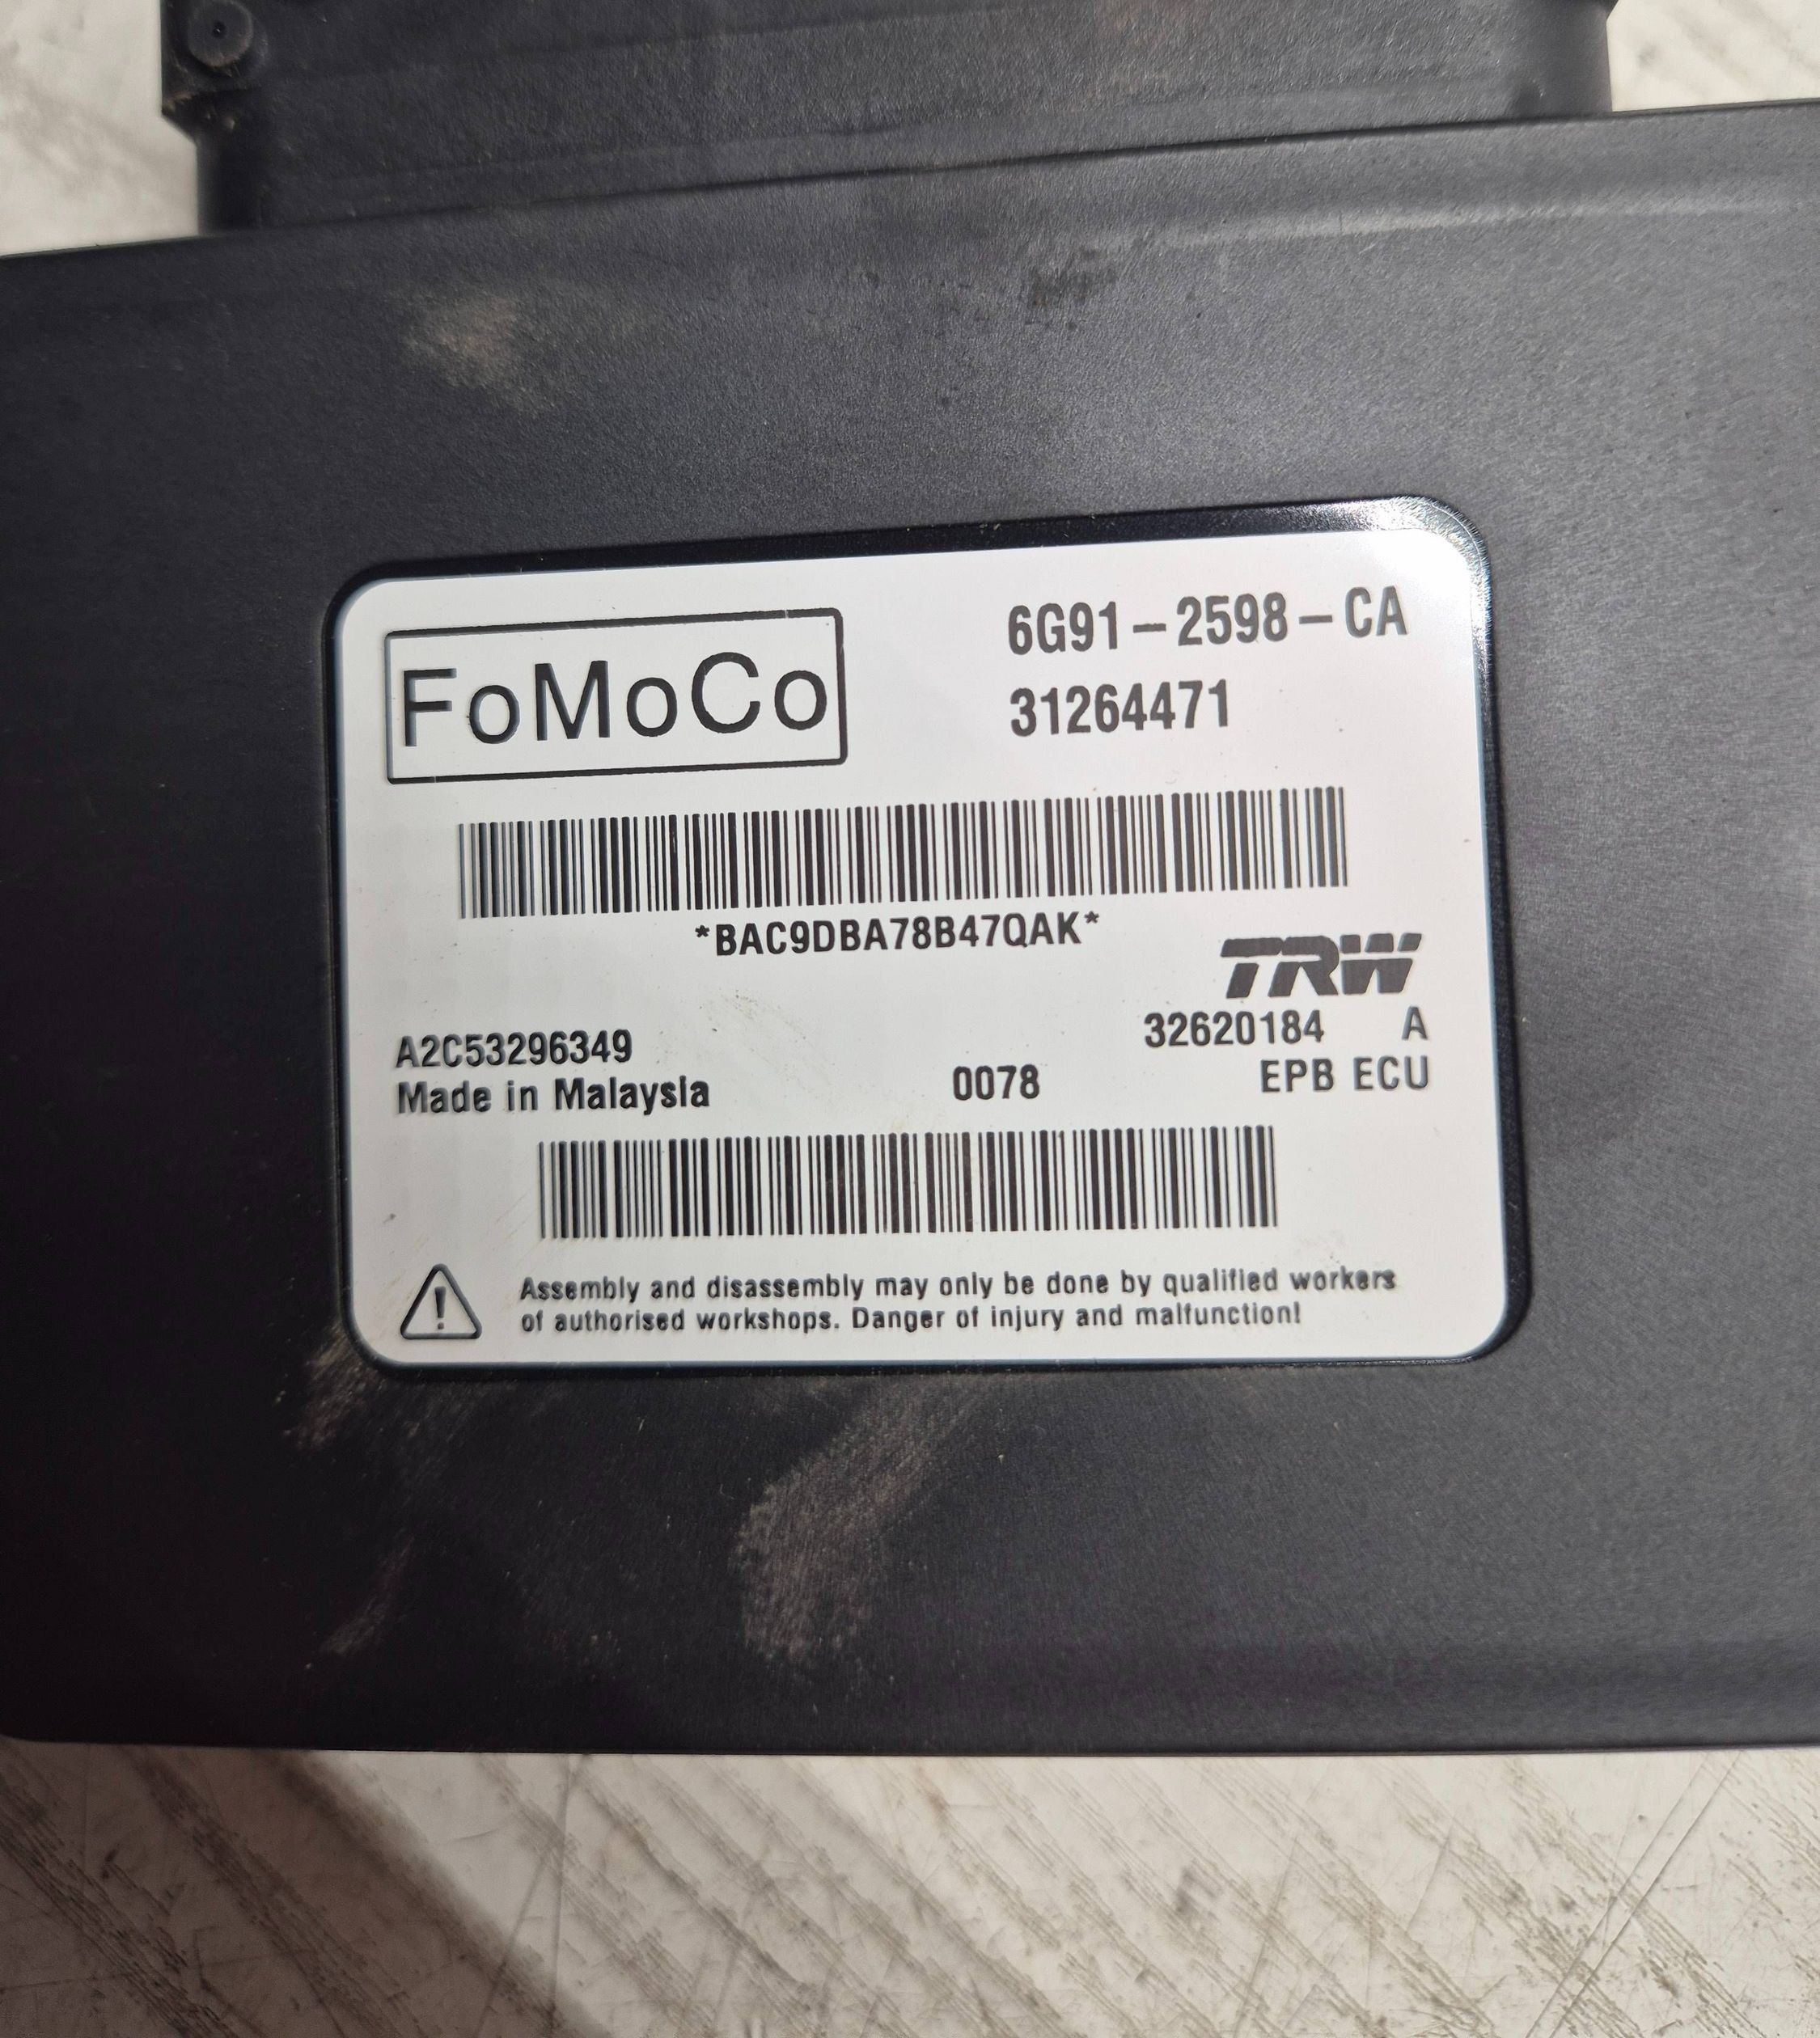 FoMoCo
6G91-2598-CA
31264471
*BAC9DBA78B47QAK*
TRW
A2C53296349
32620184 A
Made in Malaysia
0078
EPB ECU
Assembly and disassembly may only be done by qualified workers
of authorised workshops. Danger of injury and malfunction!